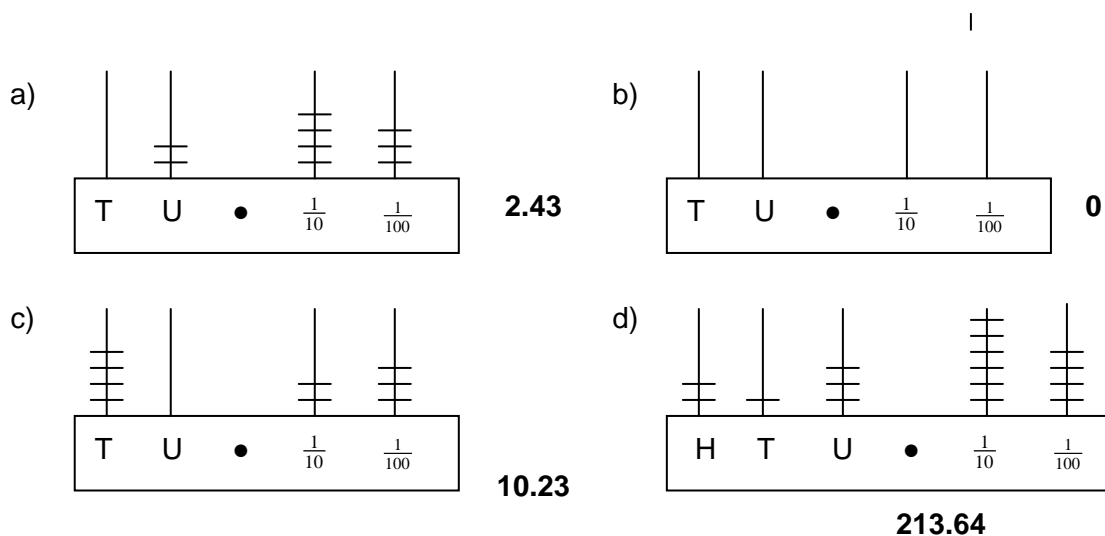 a)
b)
T U • 1/10 1/100
2.43
T U • 1/10 1/100
0
c)
d)
T U • 1/10 1/100
10.23
H T U • 1/10 1/100
213.64